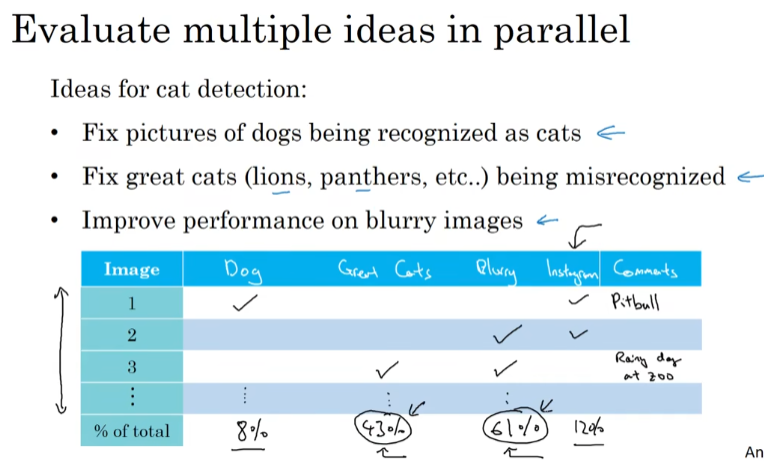 Evaluate multiple ideas in parallel
Ideas for cat detection:
• Fix pictures of dogs being recognized as cats
• Fix great cats (lions, panthers, etc..) being misrecognized
• Improve performance on blurry images
Image Dog Great Cats Blurry Instagram Comments
1 ✓ ✓ Pitbull
2 ✓ ✓
3 ✓ ✓ Rainy day at zoo
⋮ ⋮ ⋮ ⋮
% of total 8% 43% 61% 12%
An